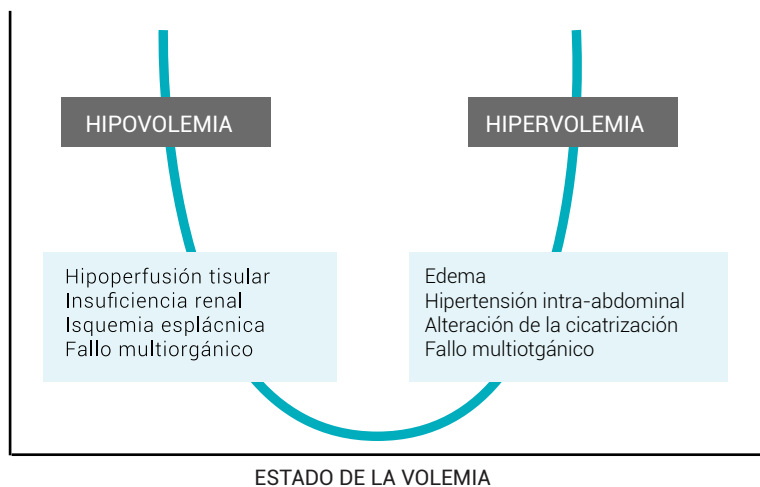 HIPOVOLEMIA
HIPERVOLEMIA
Hipoperfusión tisular
Insuficiencia renal
Isquemia esplácnica
Fallo multiorgánico
Edema
Hipertensión intra-abdominal
Alteración de la cicatrización
Fallo multiotgánico
ESTADO DE LA VOLEMIA